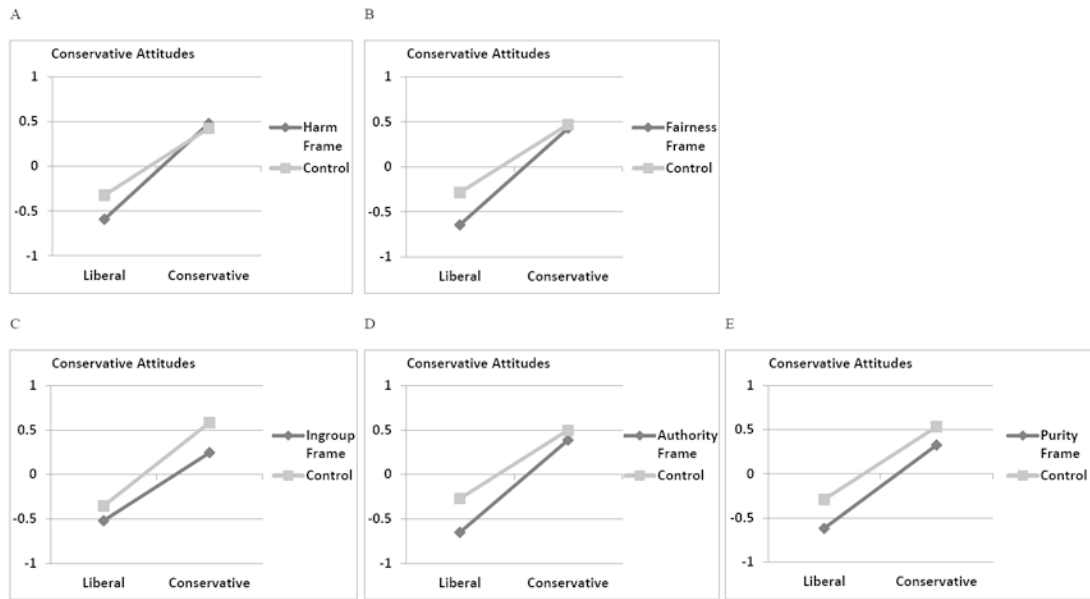 A
Conservative Attitudes
1
0.5
0
-0.5
-1
Liberal
Conservative
Harm
Frame
Control
B
Conservative Attitudes
1
0.5
0
-0.5
-1
Liberal
Conservative
Fairness
Frame
Control
C
Conservative Attitudes
1
0.5
0
-0.5
-1
Liberal
Conservative
Ingroup
Frame
Control
D
Conservative Attitudes
1
0.5
0
-0.5
-1
Liberal
Conservative
Authority
Frame
Control
E
Conservative Attitudes
1
0.5
0
-0.5
-1
Liberal
Conservative
Purity
Frame
Control